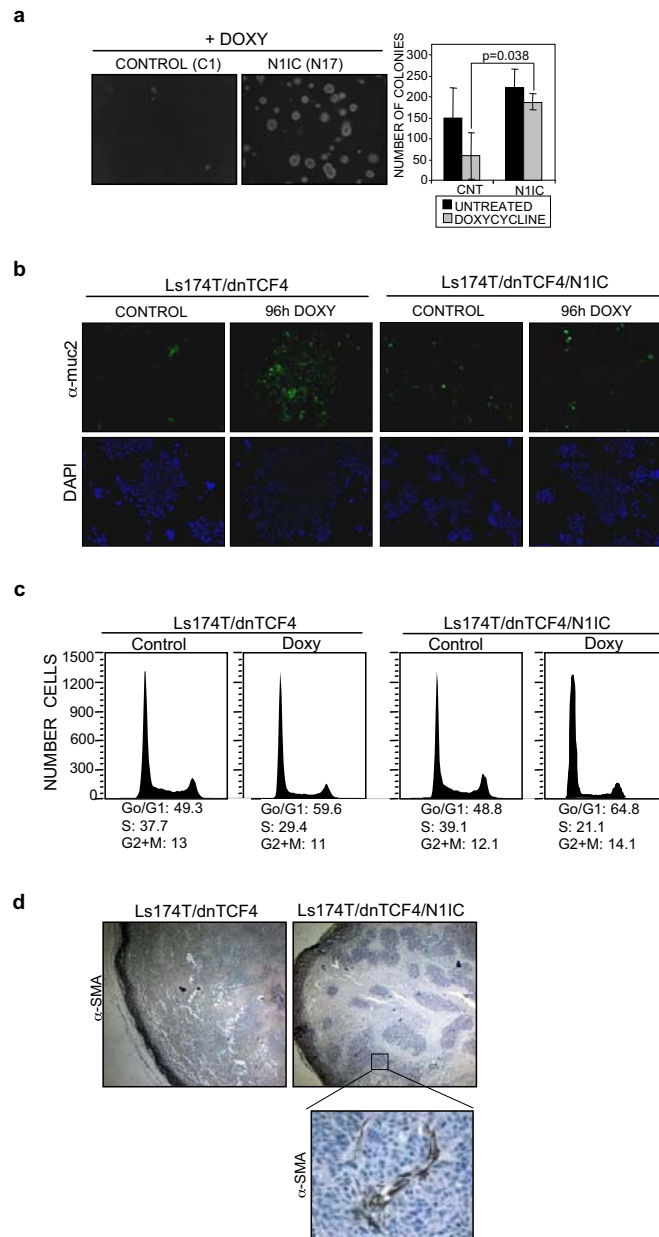 a
+ DOXY
CONTROL (C1) N1IC (N17)
NUMBER OF COLONIES
300
250
200
150
100
50
0
p=0.038
CNT N1IC
UNTREATED
DOXYCYCLINE
b
Ls174T/dnTCF4 Ls174T/dnTCF4/N1IC
CONTROL 96h DOXY CONTROL 96h DOXY
α-muc2
DAPI
c
Ls174T/dnTCF4 Ls174T/dnTCF4/N1IC
Control Doxy Control Doxy
NUMBER CELLS
1500
1200
900
600
300
0
Go/G1: 49.3 Go/G1: 59.6 Go/G1: 48.8 Go/G1: 64.8
S: 37.7 S: 29.4 S: 39.1 S: 21.1
G2+M: 13 G2+M: 11 G2+M: 12.1 G2+M: 14.1
d
Ls174T/dnTCF4 Ls174T/dnTCF4/N1IC
α-SMA
α-SMA